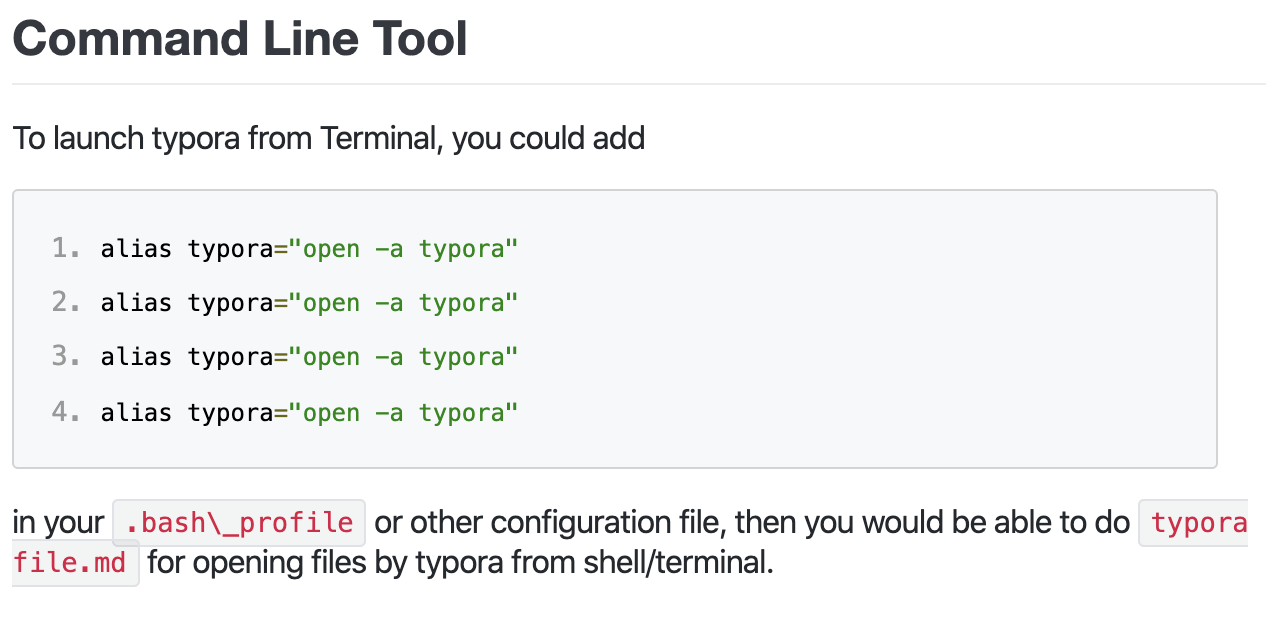 Command Line Tool
To launch typora from Terminal, you could add
1. alias typora="open -a typora"
2. alias typora="open -a typora"
3. alias typora="open -a typora"
4. alias typora="open -a typora"
in your .bash\_profile or other configuration file, then you would be able to do typora
file.md for opening files by typora from shell/terminal.